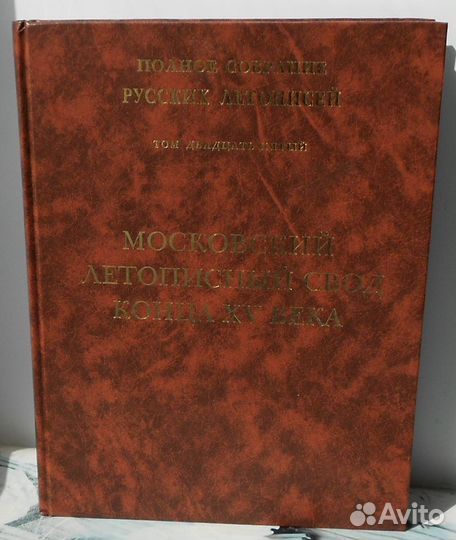 ПОЛНОЕ СОБРАНИЕ
РУССКИХ ЛЕТОПИСЕЙ
ТОМ ДВАДЦАТЬ ПЯТЫЙ
МОСКОВСКИЙ
ЛЕТОПИСНЫЙ СВОД
КОНЦА XV ВЕКА
Avito